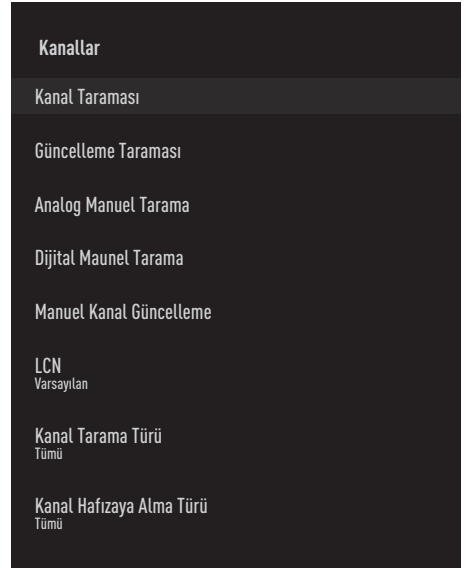 Kanallar
Kanal Taraması
Güncelleme Taraması
Analog Manuel Tarama
Dijital Maunel Tarama
Manuel Kanal Güncelleme
LCN
Varsayılan
Kanal Tarama Türü
Tümü
Kanal Hafızaya Alma Türü
Tümü